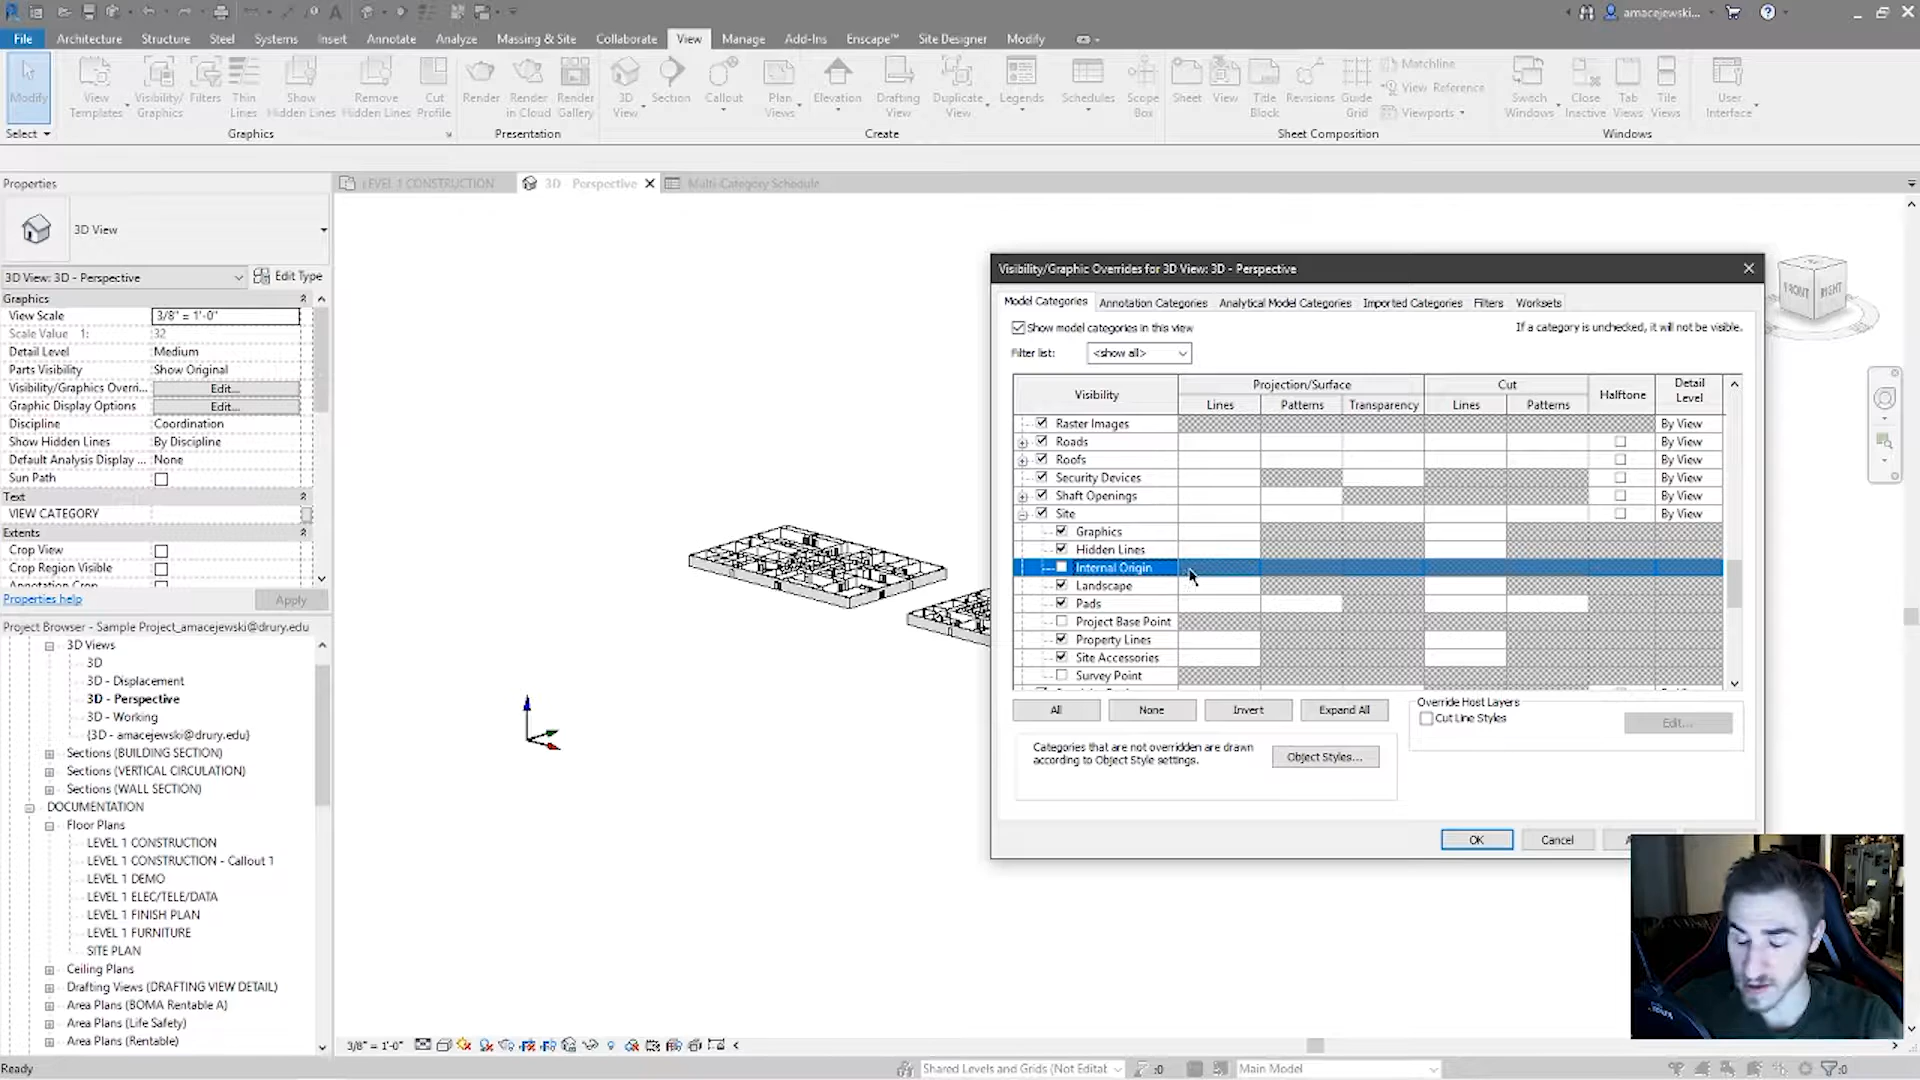 amacejewski...
File Architecture Structure Steel Systems Insert Annotate Analyze Massing & Site Collaborate View Manage Add-Ins Enscape™ Site Designer Modify
Modify
View Templates
Visibility/ Graphics
Filters
Thin Lines
Show Hidden Lines
Remove Hidden Lines
Cut Profile
Render
Render in Cloud
Render Gallery
3D View
Section
Callout
Plan Views
Elevation
Drafting View
Duplicate View
Legends
Schedules
Scope Box
Sheet
View
Title Block
Revisions
Guide Grid
Matchline
View Reference
Viewports
Switch Windows
Close Inactive
Tab Views
Tile Views
User Interface
Select Graphics Presentation Create Sheet Composition Windows
Properties
LEVEL 1 CONSTRUCTION
3D - Perspective
Multi-Category Schedule
3D View
3D View: 3D - Perspective
Edit Type
Graphics
View Scale 3/8" = 1'-0"
Scale Value 1: 32
Detail Level Medium
Parts Visibility Show Original
Visibility/Graphics Overri... Edit...
Graphic Display Options Edit...
Discipline Coordination
Show Hidden Lines By Discipline
Default Analysis Display ... None
Sun Path
Text
VIEW CATEGORY
Extents
Crop View
Crop Region Visible
Annotation Crop
Properties help
Apply
Project Browser - Sample Project_amacejewski@drury.edu
3D Views
3D
3D - Displacement
3D - Perspective
3D - Working
{3D - amacejewski@drury.edu}
Sections (BUILDING SECTION)
Sections (VERTICAL CIRCULATION)
Sections (WALL SECTION)
DOCUMENTATION
Floor Plans
LEVEL 1 CONSTRUCTION
LEVEL 1 CONSTRUCTION - Callout 1
LEVEL 1 DEMO
LEVEL 1 ELEC/TELE/DATA
LEVEL 1 FINISH PLAN
LEVEL 1 FURNITURE
SITE PLAN
Ceiling Plans
Drafting Views (DRAFTING VIEW DETAIL)
Area Plans (BOMA Rentable A)
Area Plans (Life Safety)
Area Plans (Rentable)
FRONT RIGHT
Visibility/Graphic Overrides for 3D View: 3D - Perspective
Model Categories Annotation Categories Analytical Model Categories Imported Categories Filters Worksets
Show model categories in this view
If a category is unchecked, it will not be visible.
Filter list: <show all>
Visibility Projection/Surface Cut Halftone Detail Level
Lines Patterns Transparency Lines Patterns
Raster Images By View
Roads By View
Roofs By View
Security Devices By View
Shaft Openings By View
Site By View
Graphics
Hidden Lines
Internal Origin
Landscape
Pads
Project Base Point
Property Lines
Site Accessories
Survey Point
All None Invert Expand All
Override Host Layers
Cut Line Styles Edit...
Categories that are not overridden are drawn
according to Object Style settings.
Object Styles...
OK Cancel
3/8" = 1'-0"
Ready
Shared Levels and Grids (Not Editat
:0
Main Model
:0